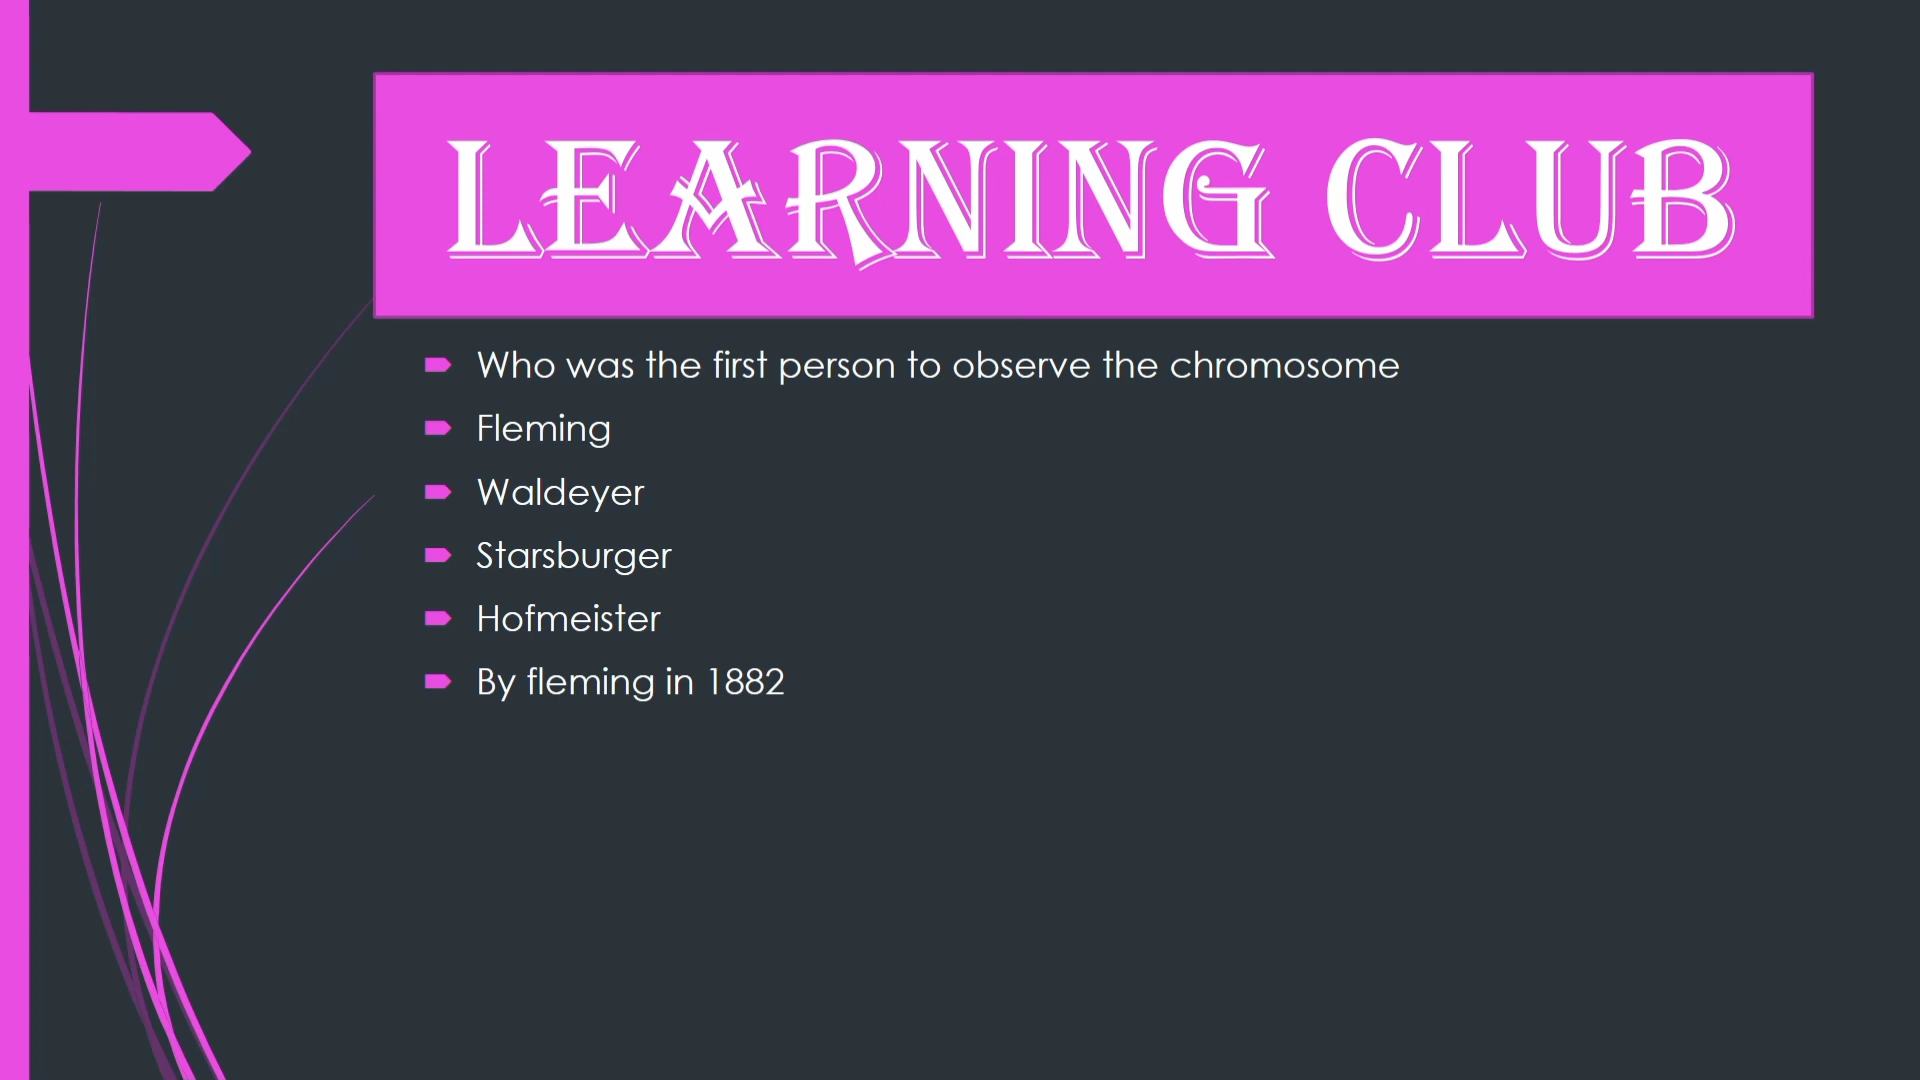 LEARNING CLUB
Who was the first person to observe the chromosome
Fleming
Waldeyer
Starsburger
Hofmeister
By fleming in 1882